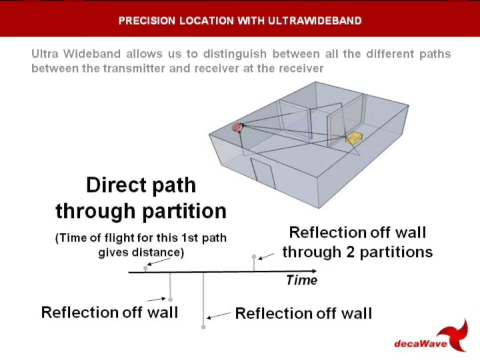 PRECISION LOCATION WITH ULTRAWIDEBAND
Ultra Wideband allows us to distinguish between all the different paths
between the transmitter and receiver at the receiver
Direct path
through partition
(Time of flight for this 1st path
gives distance)
Reflection off wall
through 2 partitions
Time
Reflection off wall
Reflection off wall
decaWave